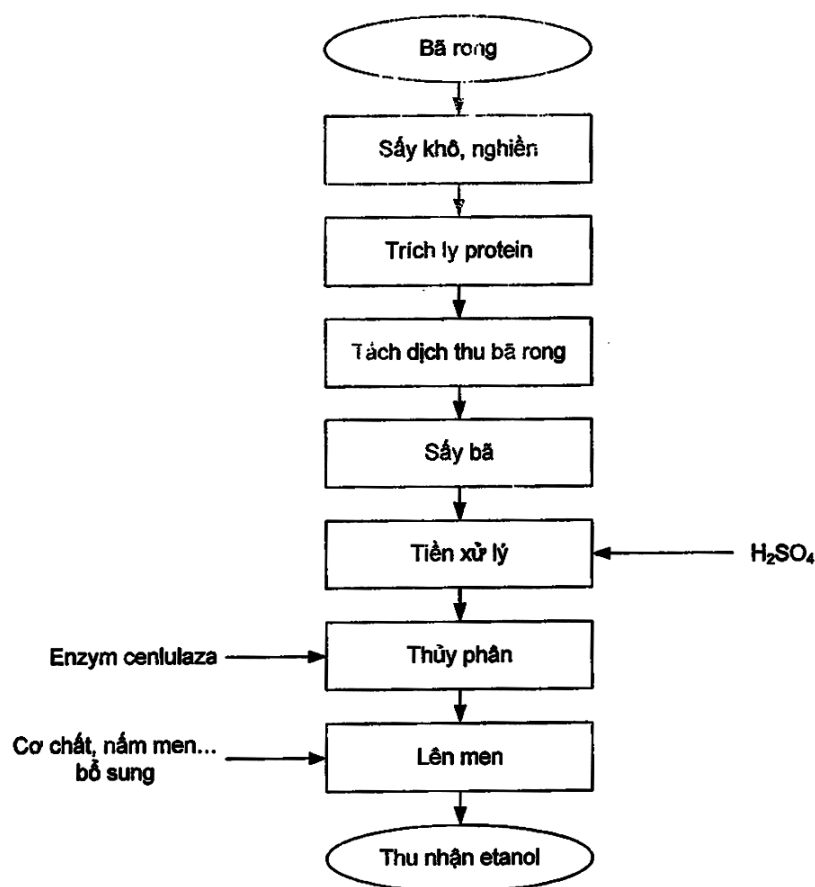 Bã rong
Sấy khô, nghiền
Trích ly protein
Tách dịch thu bã rong
Sấy bã
Tiền xử lý
H₂SO₄
Enzym cenlulaza
Thủy phân
Cơ chất, nấm men...
bổ sung
Lên men
Thu nhận etanol